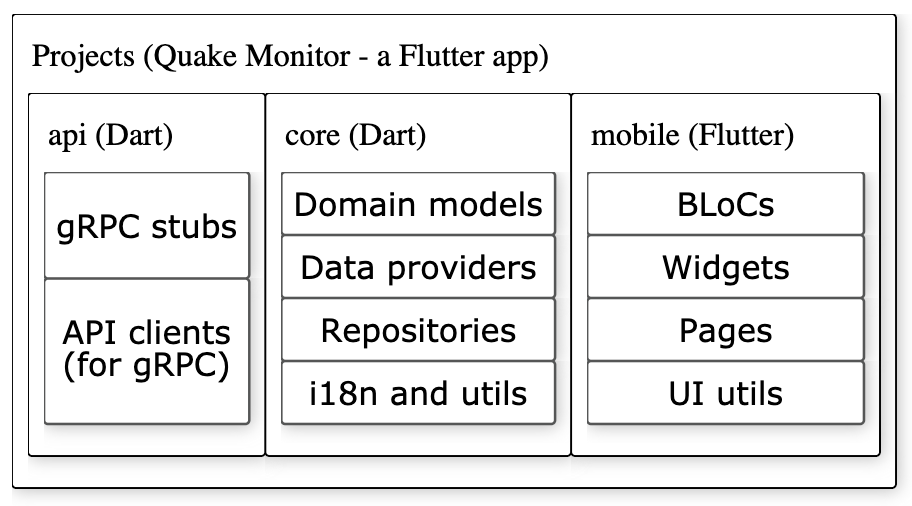 Projects (Quake Monitor - a Flutter app)
api (Dart)
gRPC stubs
API clients
(for gRPC)
core (Dart)
Domain models
Data providers
Repositories
i18n and utils
mobile (Flutter)
BLoCs
Widgets
Pages
UI utils